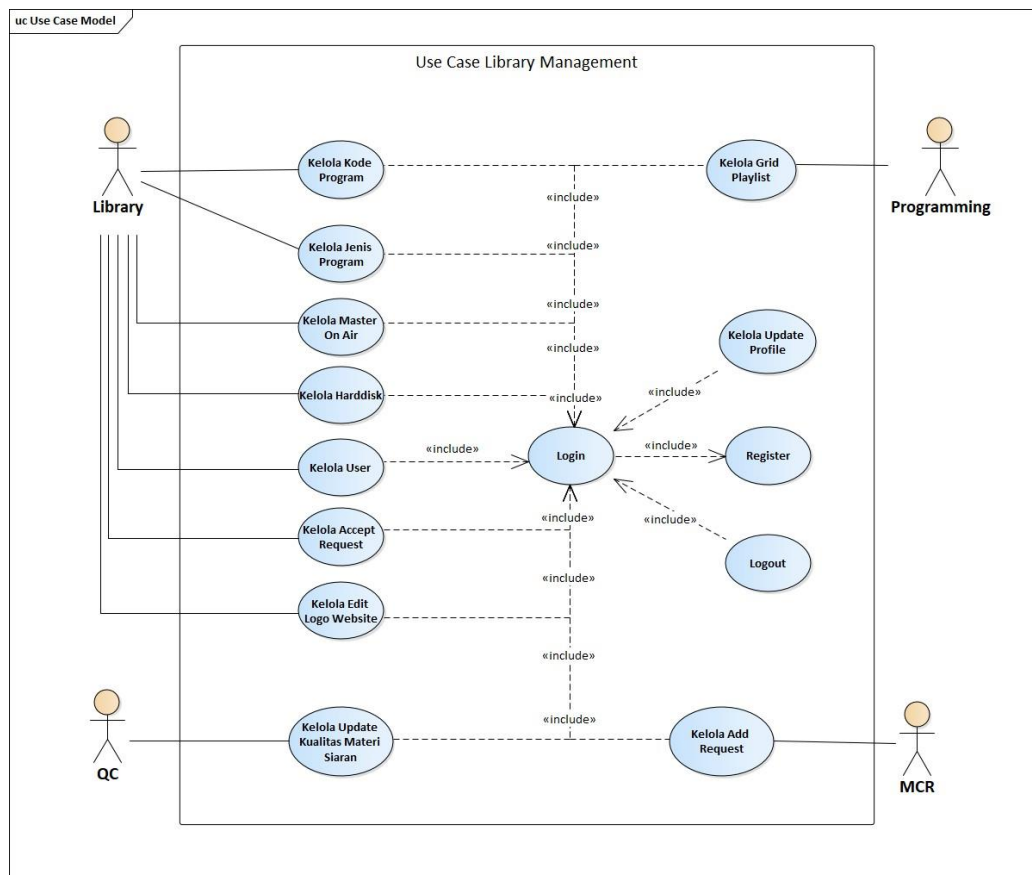 uc Use Case Model
Use Case Library Management
Library
Programming
QC
MCR
Kelola Kode
Program
Kelola Grid
Playlist
«include»
Kelola Jenis
Program
«include»
«include»
Kelola Master
On Air
«include»
Kelola Update
Profile
«include»
Kelola Harddisk
«include»
Kelola User
«include»
Login
«include»
Register
Kelola Accept
Request
«include»
«include»
Logout
«include»
Kelola Edit
Logo Website
«include»
Kelola Update
Kualitas Materi
Siaran
«include»
Kelola Add
Request